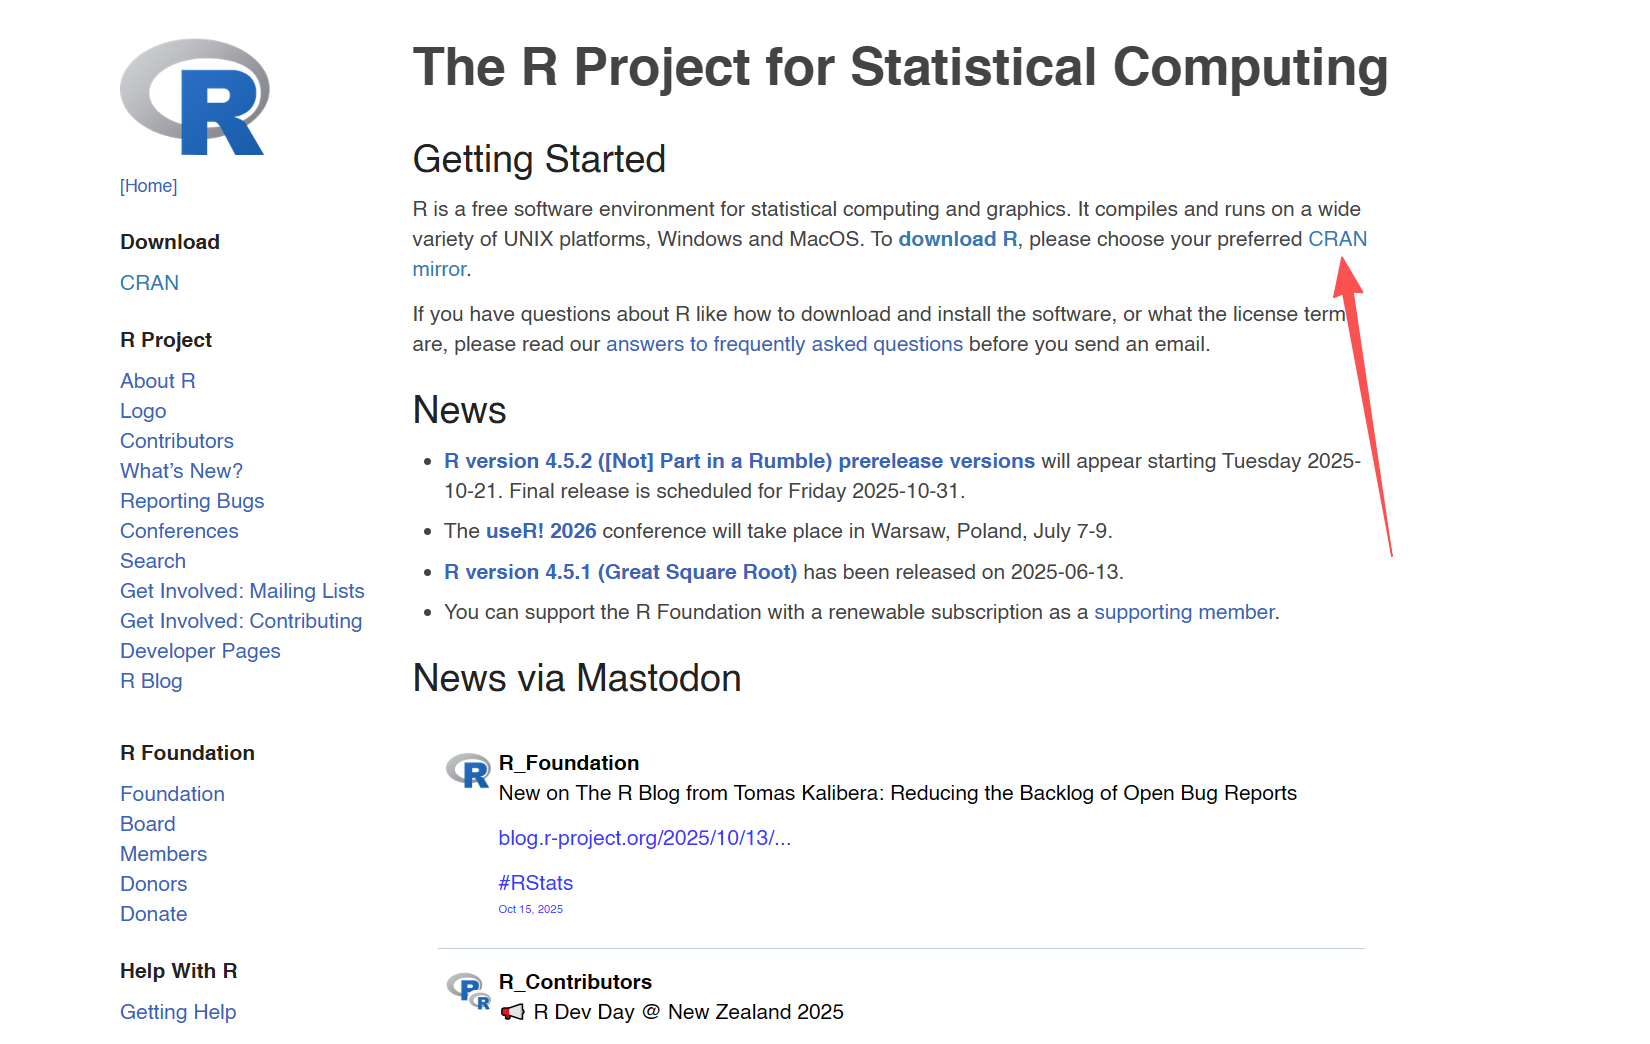 R
[Home]
Download
CRAN
R Project
About R
Logo
Contributors
What’s New?
Reporting Bugs
Conferences
Search
Get Involved: Mailing Lists
Get Involved: Contributing
Developer Pages
R Blog
R Foundation
Foundation
Board
Members
Donors
Donate
Help With R
Getting Help
The R Project for Statistical Computing
Getting Started
R is a free software environment for statistical computing and graphics. It compiles and runs on a wide
variety of UNIX platforms, Windows and MacOS. To download R, please choose your preferred CRAN
mirror.
If you have questions about R like how to download and install the software, or what the license term
are, please read our answers to frequently asked questions before you send an email.
News
• R version 4.5.2 ([Not] Part in a Rumble) prerelease versions will appear starting Tuesday 2025-
10-21. Final release is scheduled for Friday 2025-10-31.
• The useR! 2026 conference will take place in Warsaw, Poland, July 7-9.
• R version 4.5.1 (Great Square Root) has been released on 2025-06-13.
• You can support the R Foundation with a renewable subscription as a supporting member.
News via Mastodon
R
R_Foundation
New on The R Blog from Tomas Kalibera: Reducing the Backlog of Open Bug Reports
blog.r-project.org/2025/10/13/...
#RStats
Oct 15, 2025
R_Contributors
📢 R Dev Day @ New Zealand 2025